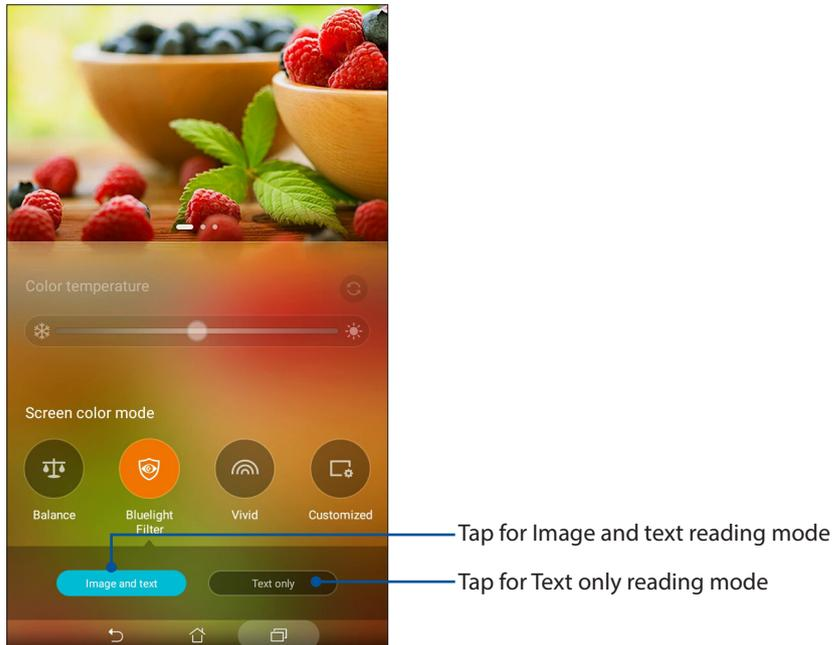 Color temperature
Screen color mode
Balance
Bluelight
Filter
Vivid
Customized
Tap for Image and text reading mode
Image and text
Text only
Tap for Text only reading mode